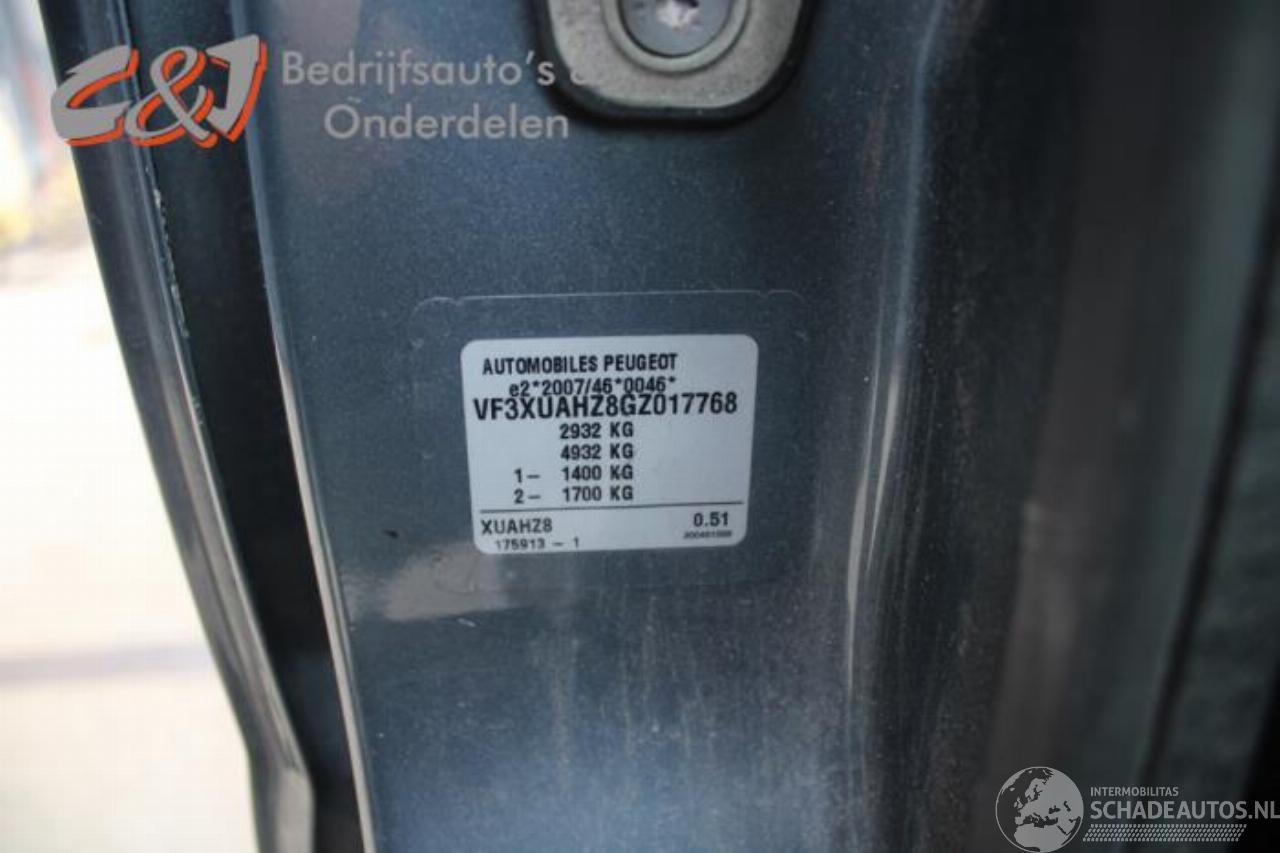 C&J Bedrijfsauto's &
Onderdelen
AUTOMOBILES PEUGEOT
e2*2007/46*0046*
VF3XUAHZ8GZ017768
2932 KG
4932 KG
1- 1400 KG
2- 1700 KG
XUAHZ8 0.51
175913 - 1
INTERMOBILITAS
SCHADEAUTOS.NL